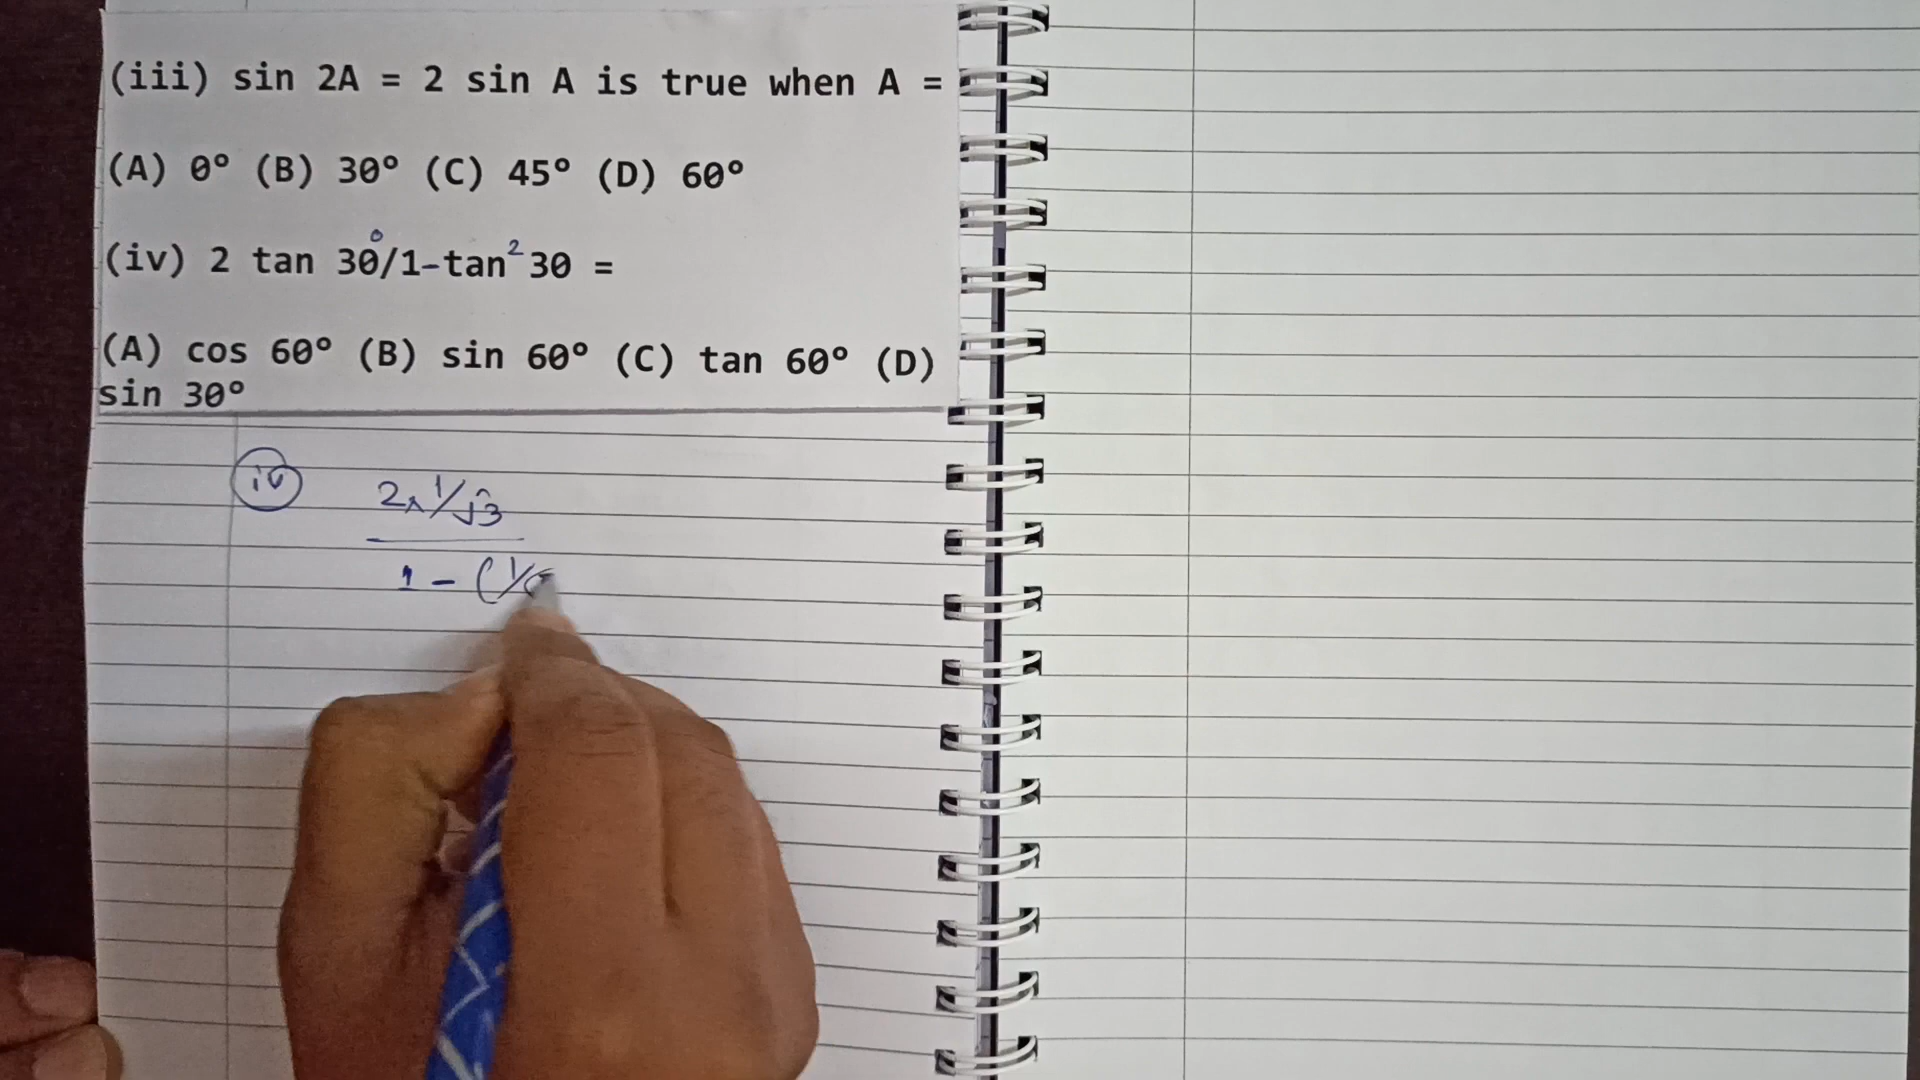 (iii) sin 2A = 2 sin A is true when A =
(A) 0° (B) 30° (C) 45° (D) 60°
(iv) 2 tan 30°/1-tan² 30 =
(A) cos 60° (B) sin 60° (C) tan 60° (D)
sin 30°
iv
2x 1/√3
1 - (1/